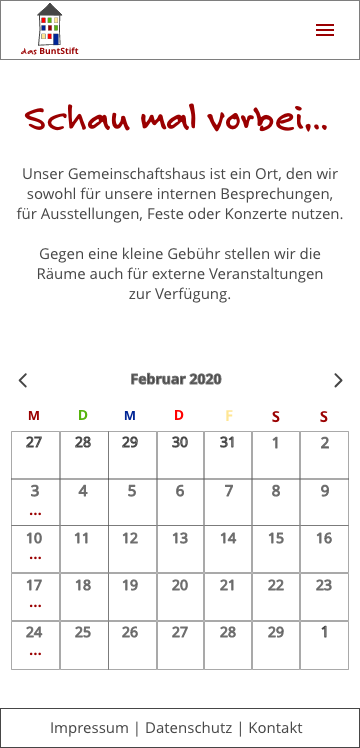 das BuntStift
Schau mal vorbei,..
Unser Gemeinschaftshaus ist ein Ort, den wir
sowohl für unsere internen Besprechungen,
für Ausstellungen, Feste oder Konzerte nutzen.
Gegen eine kleine Gebühr stellen wir die
Räume auch für externe Veranstaltungen
zur Verfügung.
Februar 2020
M D M D F S S
27 28 29 30 31 1 2
3 4 5 6 7 8 9
...
10 11 12 13 14 15 16
...
17 18 19 20 21 22 23
...
24 25 26 27 28 29 1
...
Impressum | Datenschutz | Kontakt